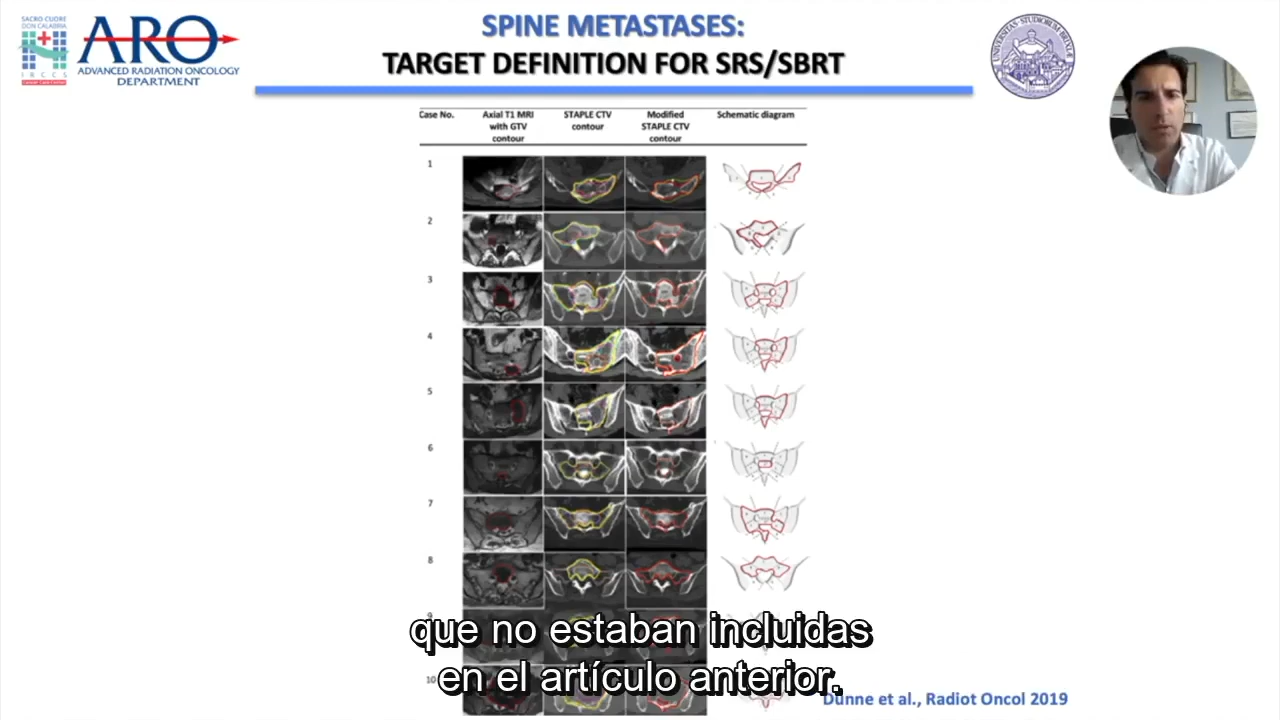 SACRO CUORE
DON CALABRIA
IRCCS
ARO
ADVANCED RADIATION ONCOLOGY
DEPARTMENT
SPINE METASTASES:
TARGET DEFINITION FOR SRS/SBRT
Case No.
Axial T1 MRI
with GTV
contour
STAPLE CTV
contour
Modified
STAPLE CTV
contour
Schematic diagram
1
2
3
4
5
6
7
8
9
10
que no estaban incluidas
en el artículo anterior.
Dunne et al., Radiot Oncol 2019